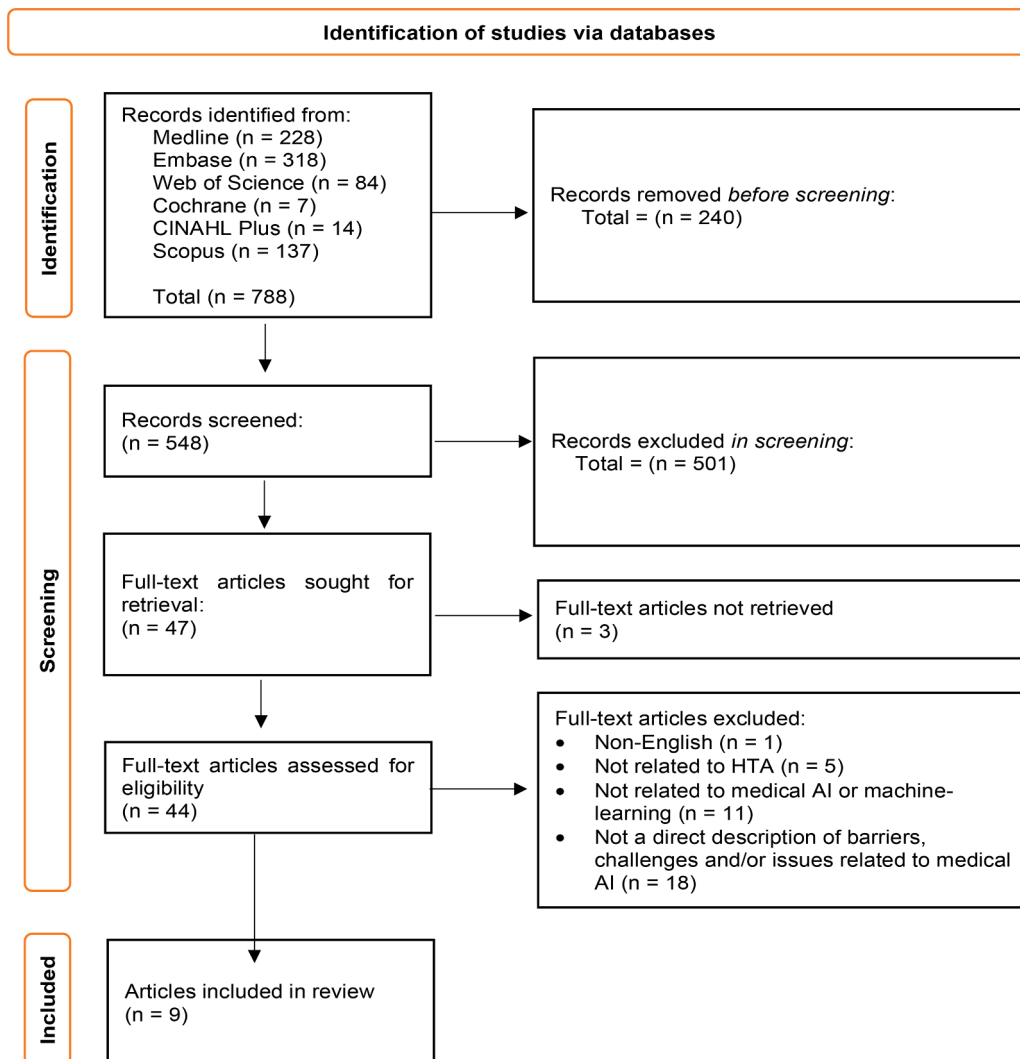 Identification of studies via databases
Identification
Records identified from:
Medline (n = 228)
Embase (n = 318)
Web of Science (n = 84)
Cochrane (n = 7)
CINAHL Plus (n = 14)
Scopus (n = 137)
Total (n = 788)
Records removed before screening:
Total = (n = 240)
Screening
Records screened:
(n = 548)
Records excluded in screening:
Total = (n = 501)
Full-text articles sought for
retrieval:
(n = 47)
Full-text articles not retrieved
(n = 3)
Full-text articles assessed for
eligibility
(n = 44)
Full-text articles excluded:
• Non-English (n = 1)
• Not related to HTA (n = 5)
• Not related to medical AI or machine-
learning (n = 11)
• Not a direct description of barriers,
challenges and/or issues related to medical
AI (n = 18)
Included
Articles included in review
(n = 9)